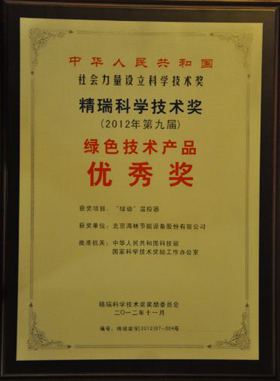 中华人民共和国
社会力量设立科学技术奖
精瑞科学技术奖
(2012年第九届)
绿色技术产品
优秀奖
获奖项目：“绿动”温控器
获奖单位：北京海林节能设备股份有限公司
批准机关：中华人民共和国科技部
国家科学技术奖励工作办公室
精瑞科学技术奖奖励委员会
二〇一二年十一月